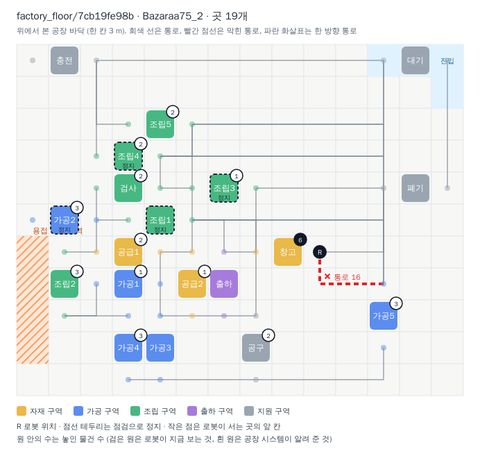 factory_floor/7cb19fe98b · Bazaraa75_2 · 곳 19개
위에서 본 공장 바닥 (한 칸 3 m). 회색 선은 통로, 빨간 점선은 막힌 통로, 파란 화살표는 한 방향 통로
충전
대기
진입
2
조립5
2
조립4
정지
2
검사
1
조립3
정지
폐기
3
가공2
정지
용접
조립1
정지
2
공급1
6
창고
R
3
조립2
1
가공1
1
공급2
출하
✕ 통로 16
3
가공5
3
가공4
가공3
2
공구
자재 구역
가공 구역
조립 구역
출하 구역
지원 구역
R 로봇 위치 · 점선 테두리는 점검으로 정지 · 작은 점은 로봇이 서는 곳의 앞 칸
원 안의 수는 놓인 물건 수 (검은 원은 로봇이 지금 보는 것, 흰 원은 공장 시스템이 알려 준 것)